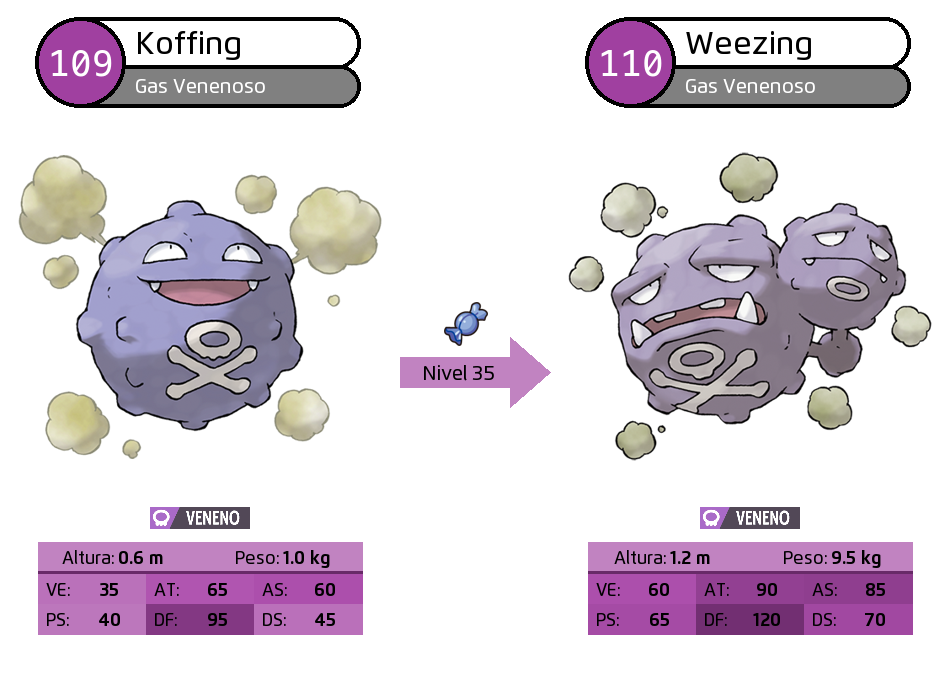 109 Koffing
Gas Venenoso
110 Weezing
Gas Venenoso
Nivel 35
VENENO
Altura: 0.6 m Peso: 1.0 kg
VE: 35 AT: 65 AS: 60
PS: 40 DF: 95 DS: 45
VENENO
Altura: 1.2 m Peso: 9.5 kg
VE: 60 AT: 90 AS: 85
PS: 65 DF: 120 DS: 70